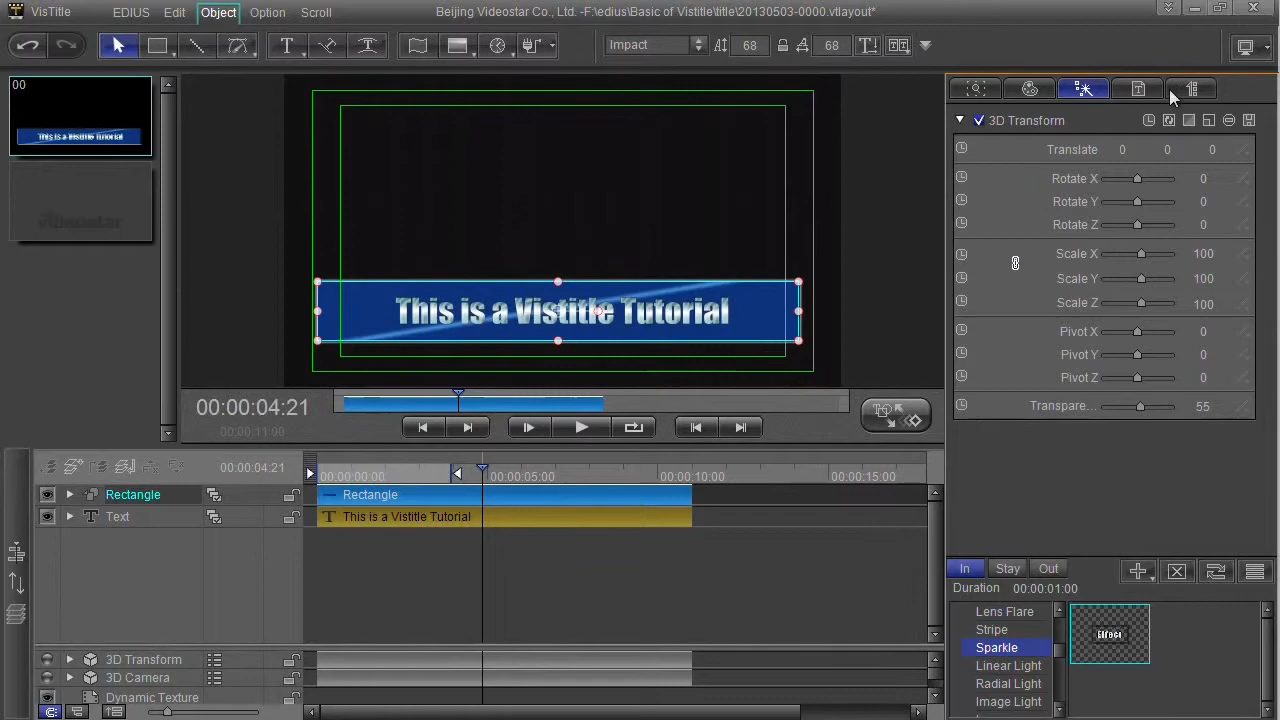 VisTitle
EDIUS
Edit
Object
Option
Scroll
Beijing Videostar Co., Ltd. -F:\edius\Basic of Vistitle\title\20130503-0000.vtlayout*
Impact
68
68
00
This is a Vistitle Tutorial
Videostar
This is a Vistitle Tutorial
00:00:04:21
00:00:11:00
3D Transform
Translate 0 0 0
Rotate X 0
Rotate Y 0
Rotate Z 0
Scale X 100
Scale Y 100
Scale Z 100
Pivot X 0
Pivot Y 0
Pivot Z 0
Transpare... 55
00:00:04:21
00:00:00:00
00:00:05:00
00:00:10:00
00:00:15:00
Rectangle
Rectangle
Text
This is a Vistitle Tutorial
3D Transform
3D Camera
Dynamic Texture
In
Stay
Out
Duration 00:00:01:00
Lens Flare
Stripe
Sparkle
Linear Light
Radial Light
Image Light
Effect